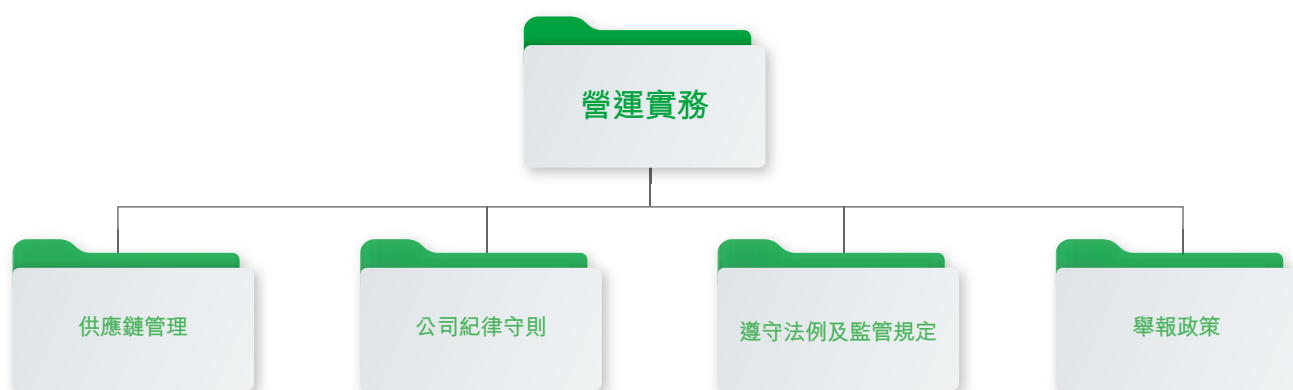 營運實務
供應鏈管理
公司紀律守則
遵守法例及監管規定
舉報政策